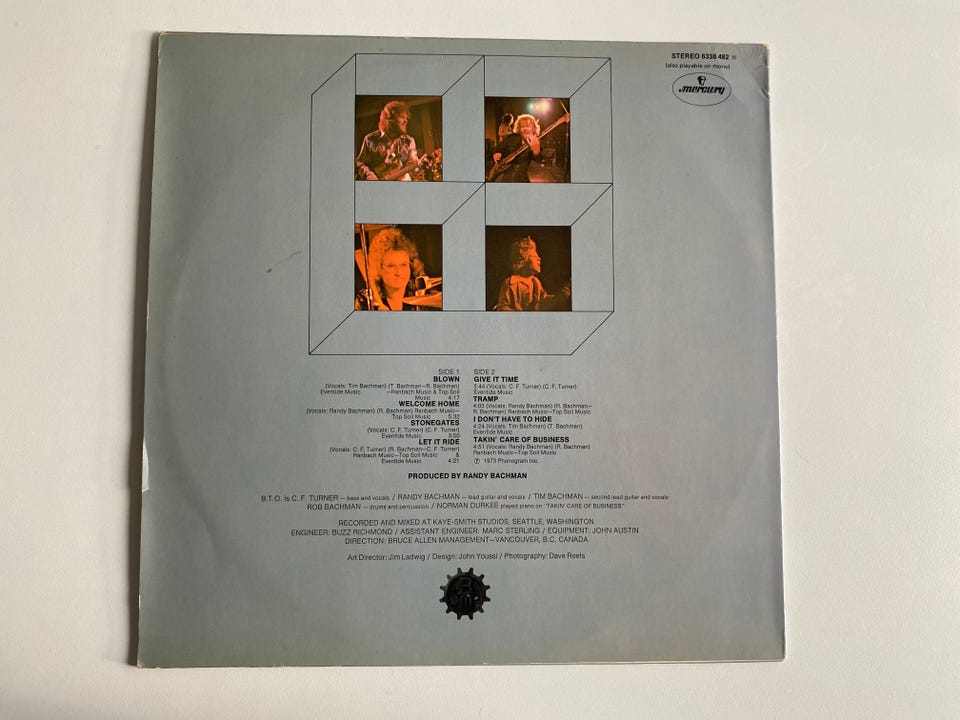 STEREO 6338 482
(also playable on mono)
mercury
SIDE 1
BLOWN
(Vocals: Tim Bachman) (T. Bachman—R. Bachman)
Eventide Music —Ranbach Music & Top Soil
Music 4:17
WELCOME HOME
(Vocals: Randy Bachman) (R. Bachman) Ranbach Music—
Top Soil Music 5:32
STONEGATES
(Vocals: C. F. Turner) (C. F. Turner)
Eventide Music 3:50
LET IT RIDE
(Vocals: C. F. Turner) (R. Bachman—C. F. Turner)
Ranbach Music—Top Soil Music &
Eventide Music 4:21
SIDE 2
GIVE IT TIME
5:44 (Vocals: C. F. Turner) (C. F. Turner)
Eventide Music
TRAMP
4:03 (Vocals: Randy Bachman) (R. Bachman—
R. Bachman) Ranbach Music—Top Soil Music
I DON'T HAVE TO HIDE
4:24 (Vocals: Tim Bachman) (T. Bachman)
Eventide Music
TAKIN' CARE OF BUSINESS
4:51 (Vocals: Randy Bachman) (R. Bachman)
Ranbach Music—Top Soil Music
℗ 1973 Phonogram Inc.
PRODUCED BY RANDY BACHMAN
B.T.O. is C. F. TURNER — bass and vocals / RANDY BACHMAN — lead guitar and vocals / TIM BACHMAN — second lead guitar and vocals
ROB BACHMAN — drums and percussion / NORMAN DURKEE played piano on "TAKIN' CARE OF BUSINESS"
RECORDED AND MIXED AT KAYE-SMITH STUDIOS, SEATTLE, WASHINGTON
ENGINEER: BUZZ RICHMOND / ASSISTANT ENGINEER: MARC STERLING / EQUIPMENT: JOHN AUSTIN
DIRECTION: BRUCE ALLEN MANAGEMENT—VANCOUVER, B.C. CANADA
Art Director: Jim Ladwig / Design: John Youssi / Photography: Dave Roels